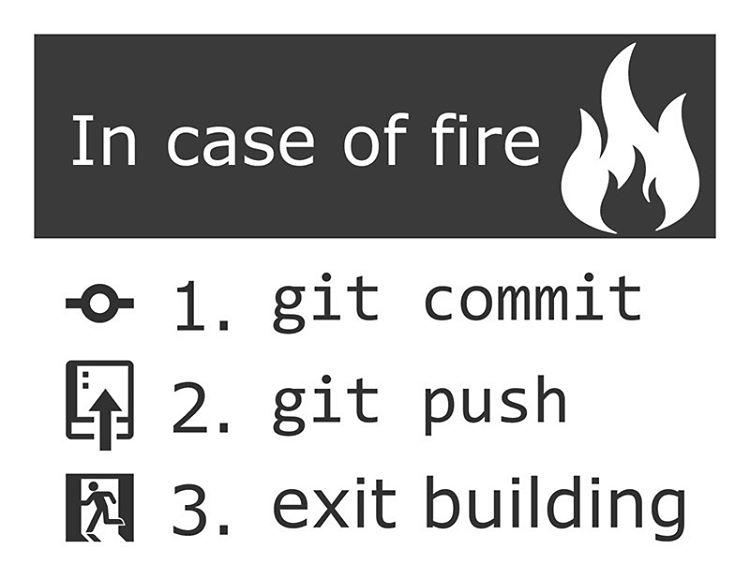 In case of fire
1. git commit
2. git push
3. exit building